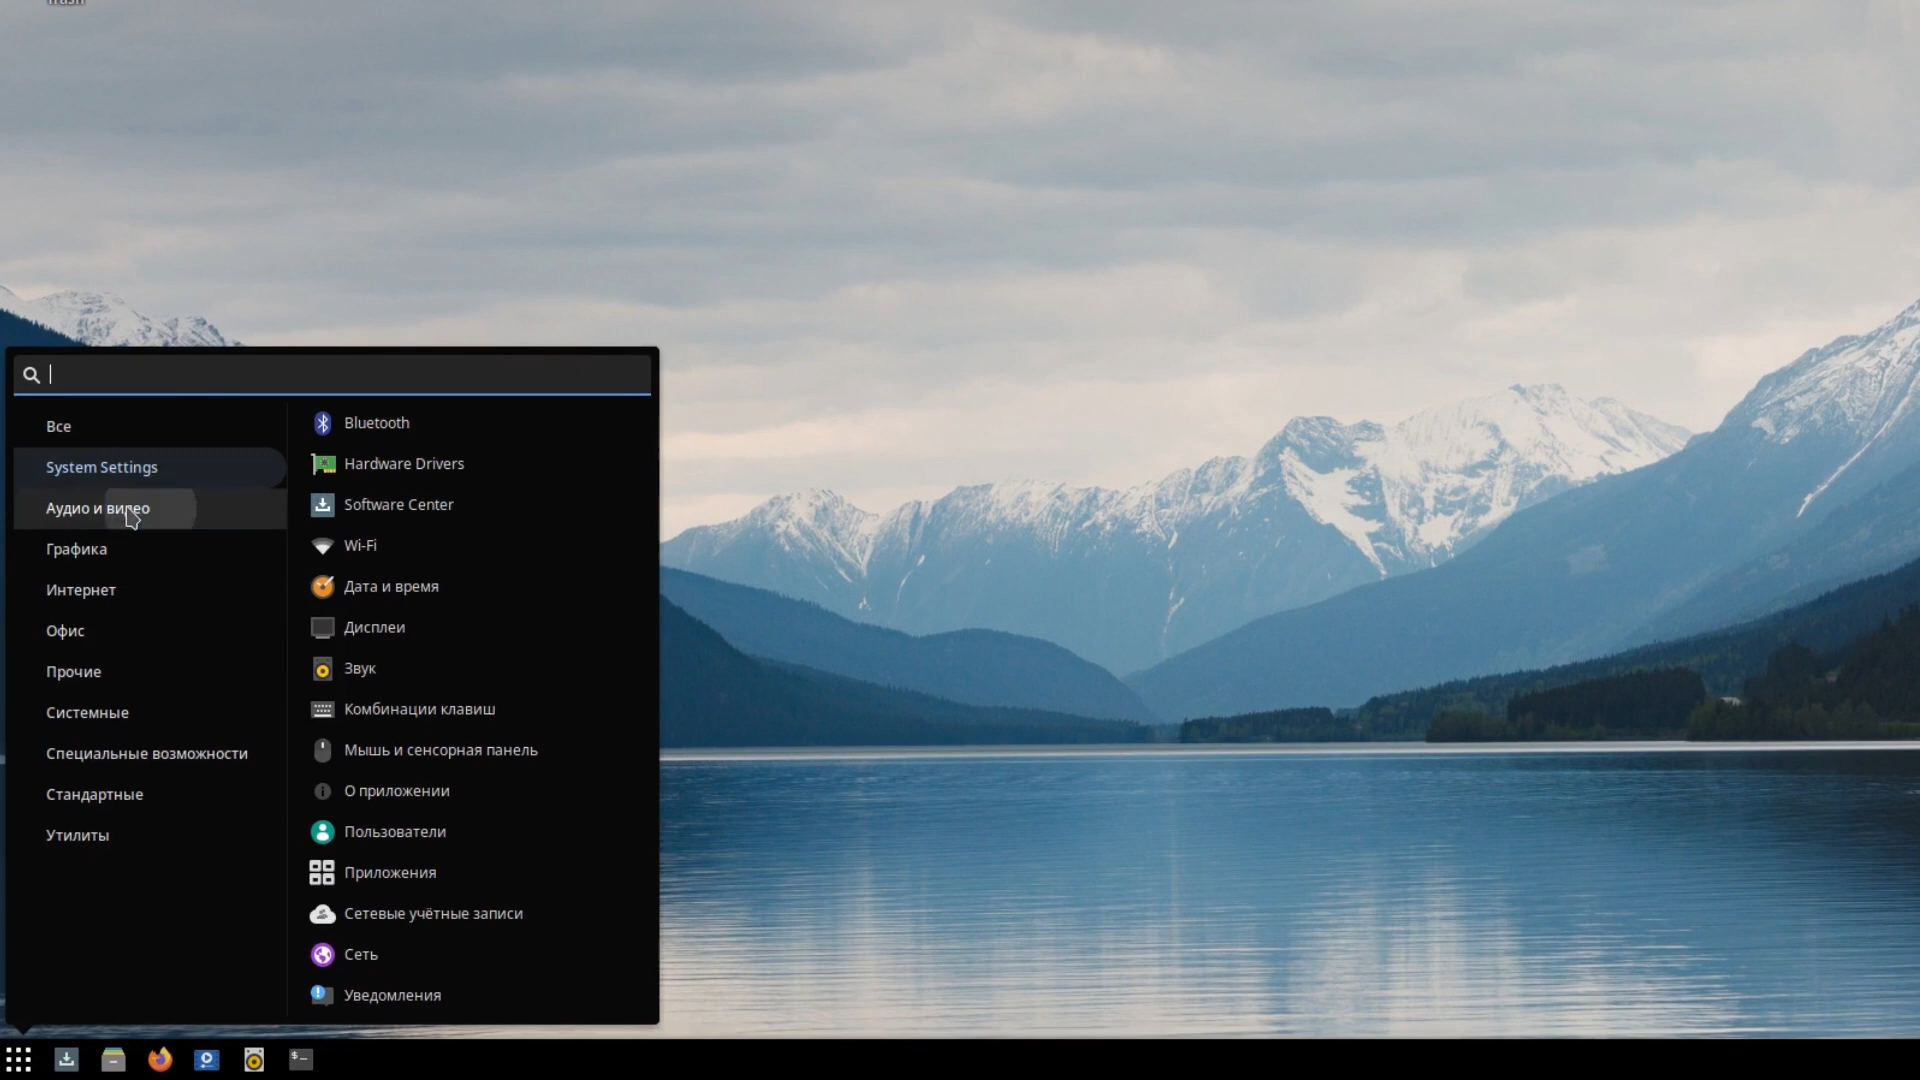 Trash
Все
System Settings
Аудио и видео
Графика
Интернет
Офис
Прочие
Системные
Специальные возможности
Стандартные
Утилиты
Bluetooth
Hardware Drivers
Software Center
Wi-Fi
Дата и время
Дисплеи
Звук
Комбинации клавиш
Мышь и сенсорная панель
О приложении
Пользователи
Приложения
Сетевые учётные записи
Сеть
Уведомления
$-